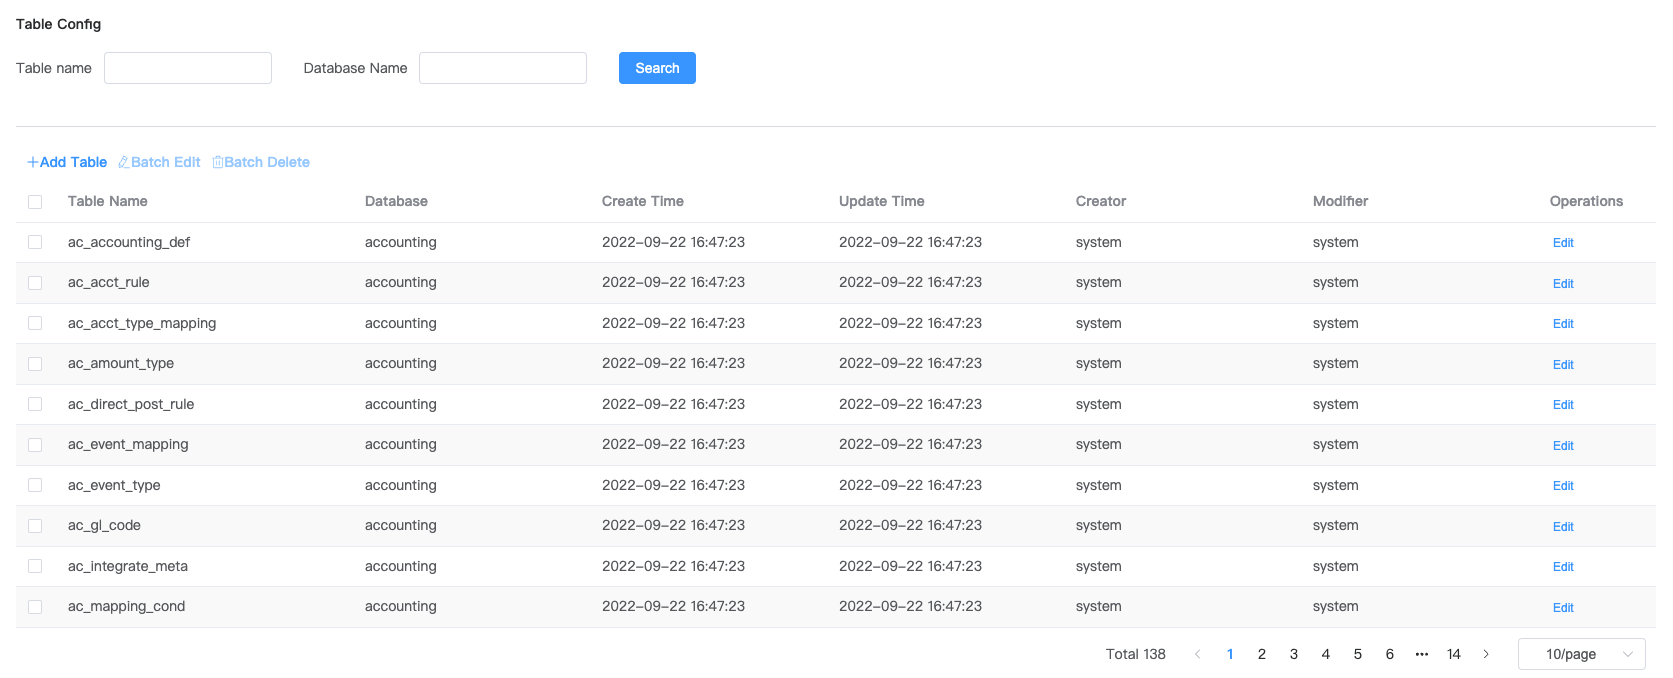 Table Config
Table name Database Name Search
+Add Table Batch Edit Batch Delete
Table Name Database Create Time Update Time Creator Modifier Operations
ac_accounting_def accounting 2022-09-22 16:47:23 2022-09-22 16:47:23 system system Edit
ac_acct_rule accounting 2022-09-22 16:47:23 2022-09-22 16:47:23 system system Edit
ac_acct_type_mapping accounting 2022-09-22 16:47:23 2022-09-22 16:47:23 system system Edit
ac_amount_type accounting 2022-09-22 16:47:23 2022-09-22 16:47:23 system system Edit
ac_direct_post_rule accounting 2022-09-22 16:47:23 2022-09-22 16:47:23 system system Edit
ac_event_mapping accounting 2022-09-22 16:47:23 2022-09-22 16:47:23 system system Edit
ac_event_type accounting 2022-09-22 16:47:23 2022-09-22 16:47:23 system system Edit
ac_gl_code accounting 2022-09-22 16:47:23 2022-09-22 16:47:23 system system Edit
ac_integrate_meta accounting 2022-09-22 16:47:23 2022-09-22 16:47:23 system system Edit
ac_mapping_cond accounting 2022-09-22 16:47:23 2022-09-22 16:47:23 system system Edit
Total 138 < 1 2 3 4 5 6 ••• 14 > 10/page